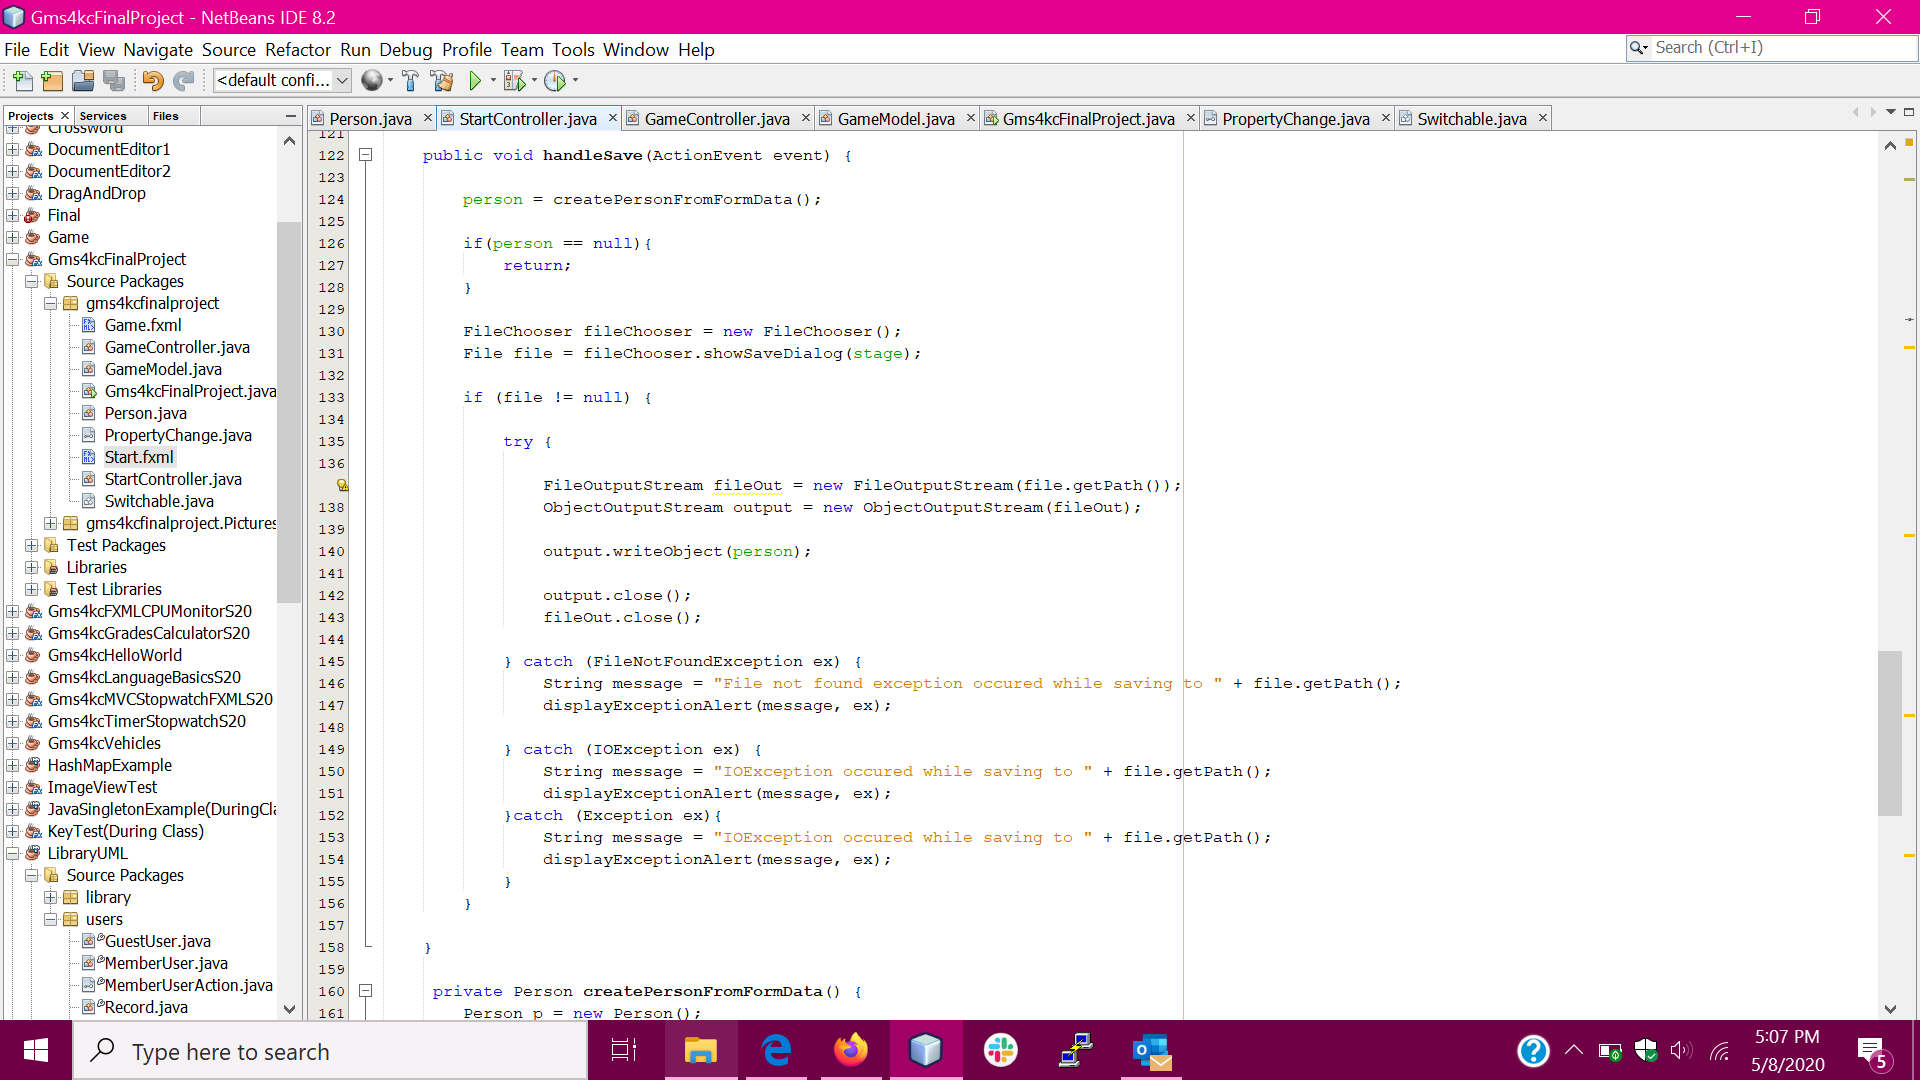 Gms4kcFinalProject - NetBeans IDE 8.2
File Edit View Navigate Source Refactor Run Debug Profile Team Tools Window Help
Search (Ctrl+I)
<default confi...
Projects Services Files
Person.java StartController.java GameController.java GameModel.java Gms4kcFinalProject.java PropertyChange.java Switchable.java
Crossword
DocumentEditor1
DocumentEditor2
DragAndDrop
Final
Game
Gms4kcFinalProject
Source Packages
gms4kcfinalproject
Game.fxml
GameController.java
GameModel.java
Gms4kcFinalProject.java
Person.java
PropertyChange.java
Start.fxml
StartController.java
Switchable.java
gms4kcfinalproject.Pictures
Test Packages
Libraries
Test Libraries
Gms4kcFXMLCPUMonitorS20
Gms4kcGradesCalculatorS20
Gms4kcHelloWorld
Gms4kcLanguageBasicsS20
Gms4kcMVCStopwatchFXMLS20
Gms4kcTimerStopwatchS20
Gms4kcVehicles
HashMapExample
ImageViewTest
JavaSingletonExample(DuringCla
KeyTest(During Class)
LibraryUML
Source Packages
library
users
GuestUser.java
MemberUser.java
MemberUserAction.java
Record.java
121
122 public void handleSave(ActionEvent event) {
123
124 person = createPersonFromFormData();
125
126 if(person == null){
127 return;
128 }
129
130 FileChooser fileChooser = new FileChooser();
131 File file = fileChooser.showSaveDialog(stage);
132
133 if (file != null) {
134
135 try {
136
FileOutputStream fileOut = new FileOutputStream(file.getPath());
138 ObjectOutputStream output = new ObjectOutputStream(fileOut);
139
140 output.writeObject(person);
141
142 output.close();
143 fileOut.close();
144
145 } catch (FileNotFoundException ex) {
146 String message = "File not found exception occured while saving to " + file.getPath();
147 displayExceptionAlert(message, ex);
148
149 } catch (IOException ex) {
150 String message = "IOException occured while saving to " + file.getPath();
151 displayExceptionAlert(message, ex);
152 }catch (Exception ex){
153 String message = "IOException occured while saving to " + file.getPath();
154 displayExceptionAlert(message, ex);
155 }
156 }
157
158 }
159
160 private Person createPersonFromFormData() {
161 Person p = new Person();
Type here to search
5:07 PM
5/8/2020
5